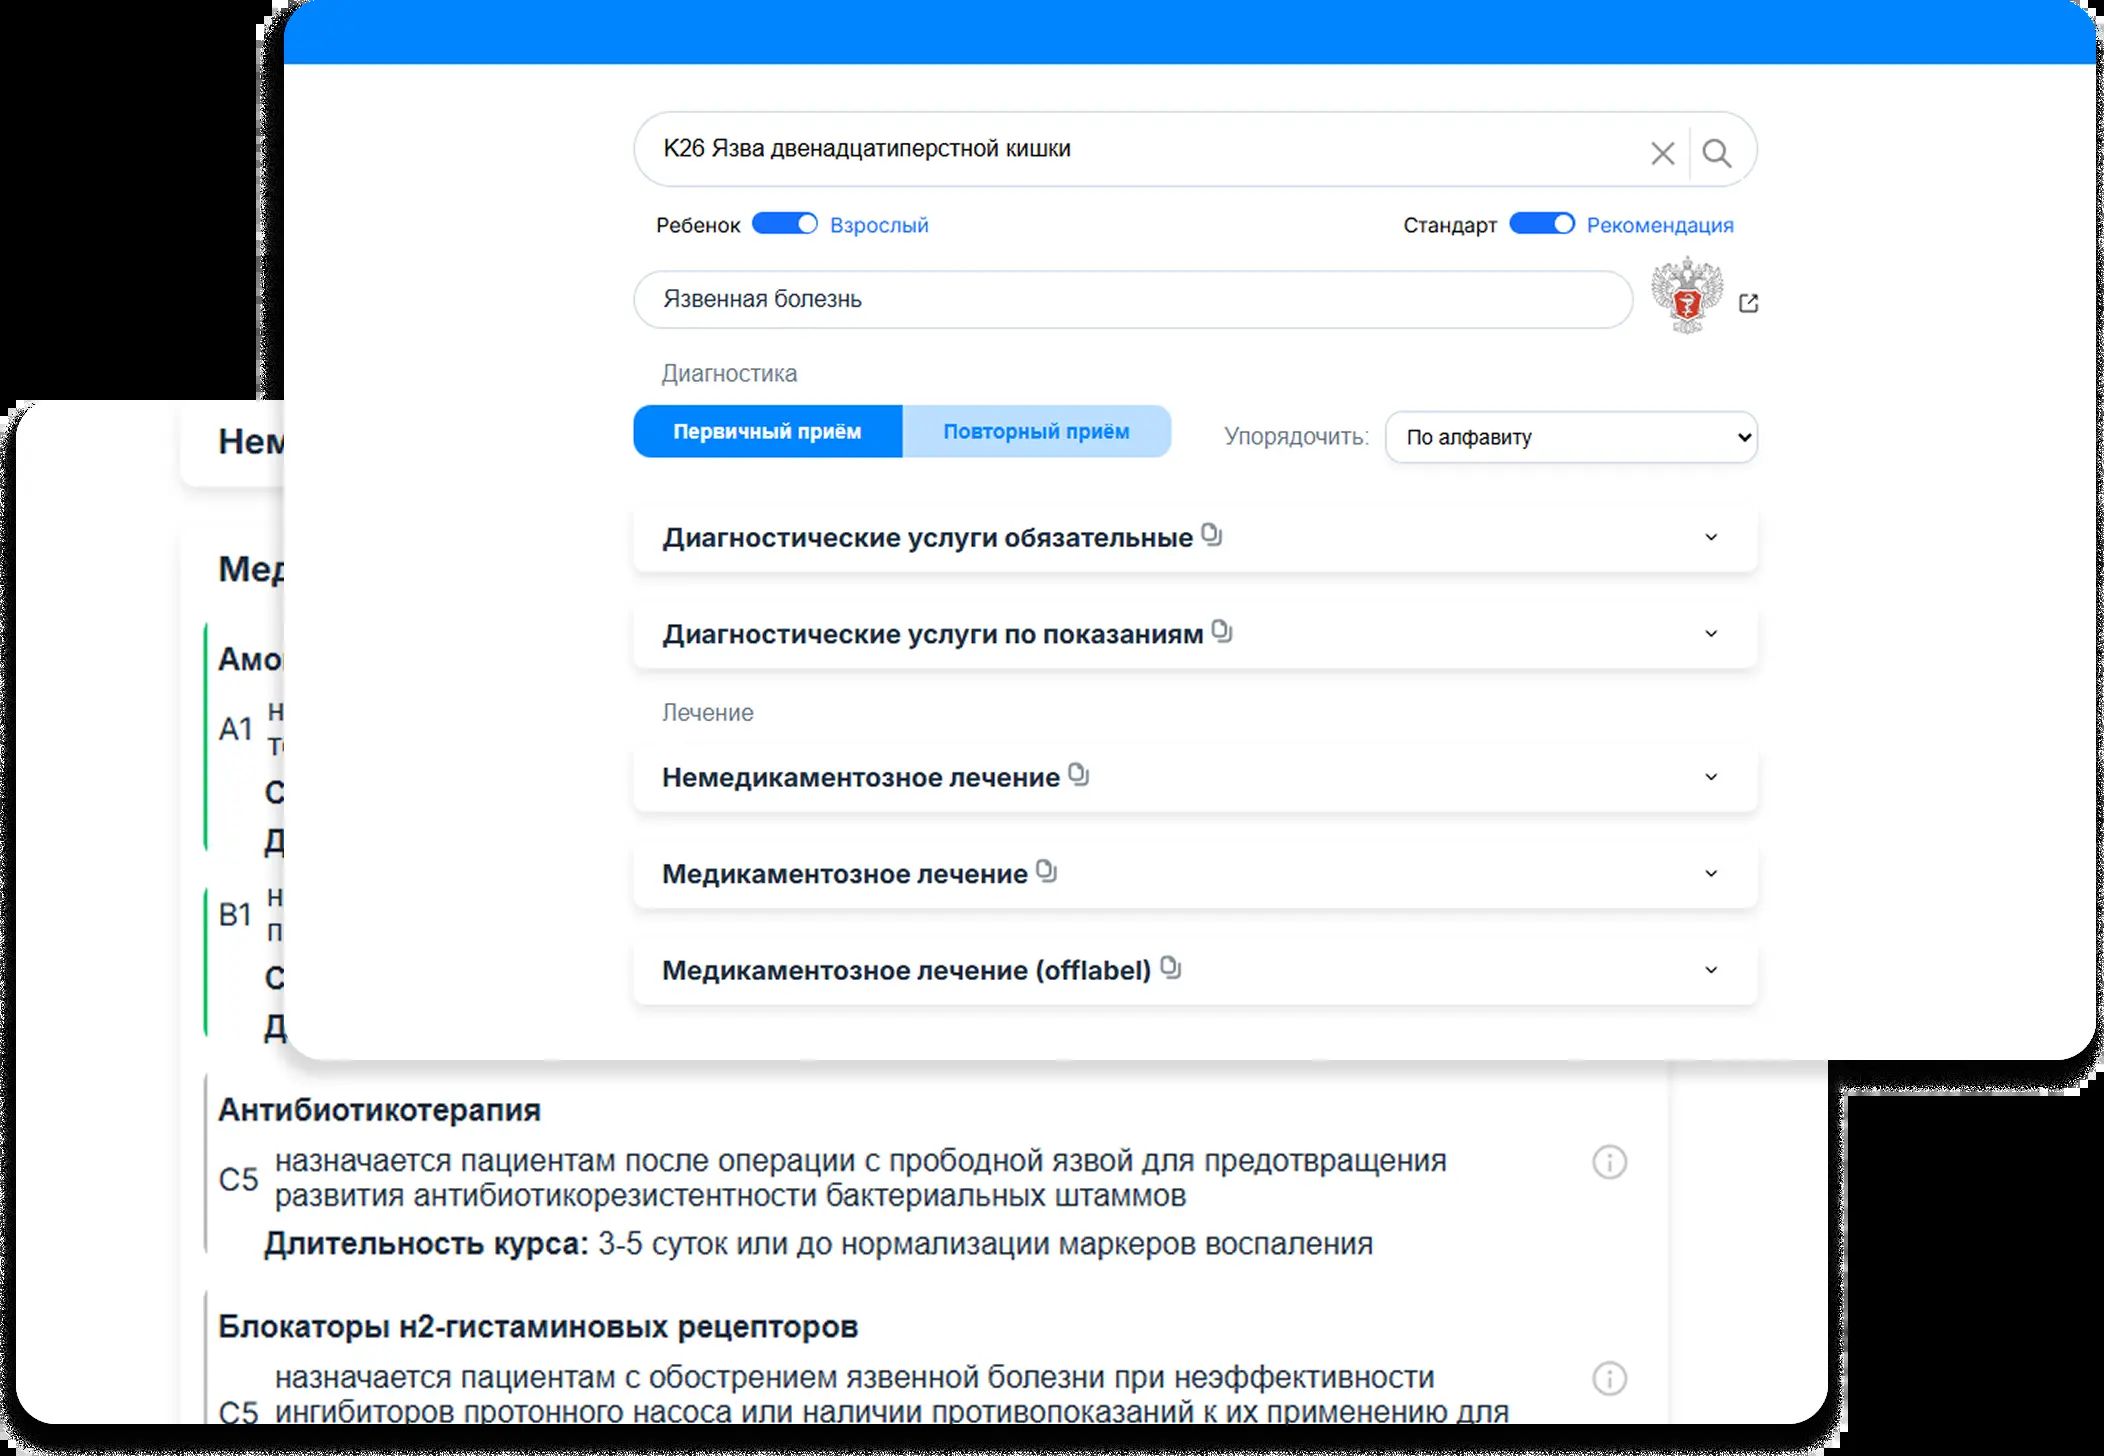 K26 Язва двенадцатиперстной кишки
Ребенок Взрослый
Стандарт Рекомендация
Язвенная болезнь
Диагностика
Первичный приём Повторный приём
Упорядочить: По алфавиту
Диагностические услуги обязательные
Диагностические услуги по показаниям
Лечение
Немедикаментозное лечение
Медикаментозное лечение
Медикаментозное лечение (offlabel)
A1
B1
Антибиотикотерапия
C5 назначается пациентам после операции с прободной язвой для предотвращения
развития антибиотикорезистентности бактериальных штаммов
Длительность курса: 3-5 суток или до нормализации маркеров воспаления
Блокаторы н2-гистаминовых рецепторов
назначается пациентам с обострением язвенной болезни при неэффективности
C5 ингибиторов протонного насоса или наличии противопоказаний к их применению для